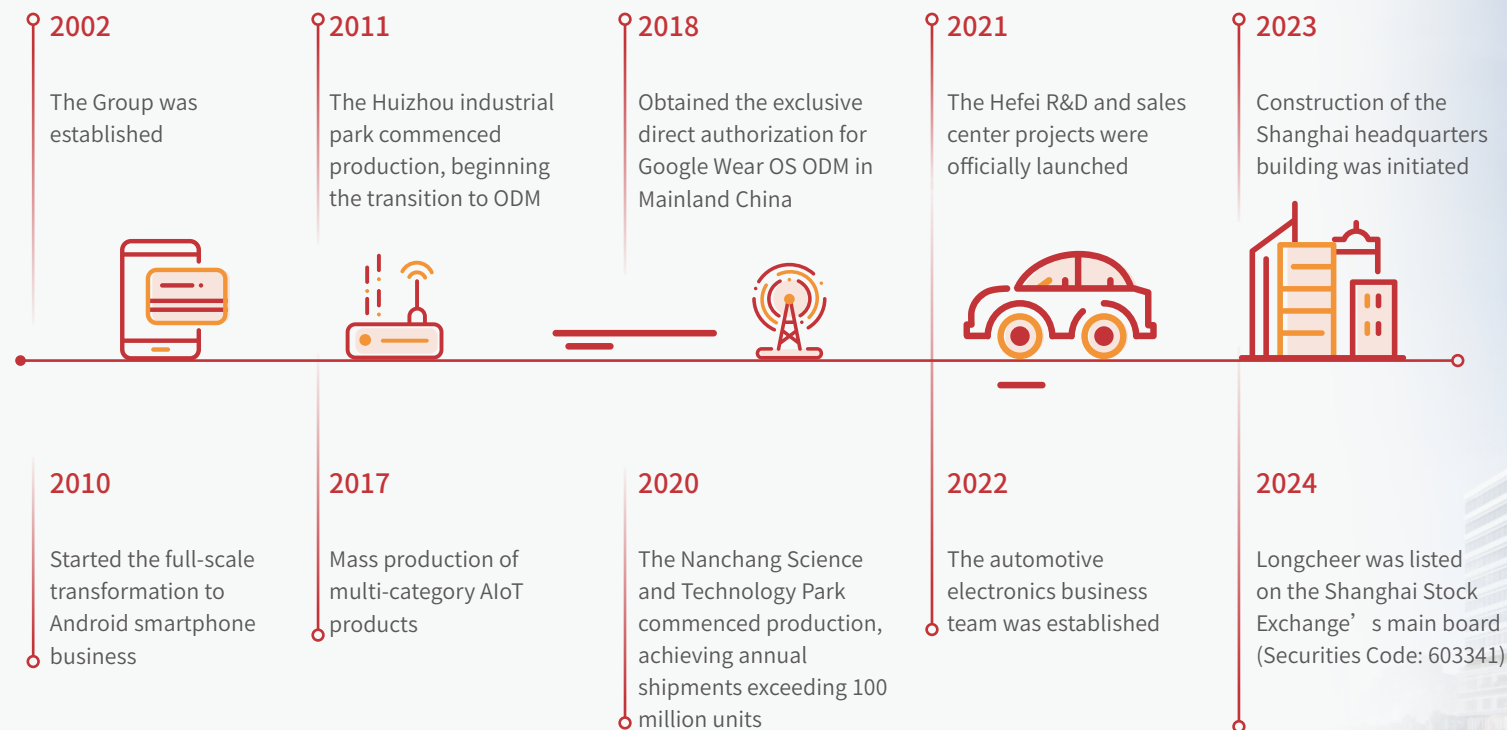 2002
The Group was
established
2011
The Huizhou industrial
park commenced
production, beginning
the transition to ODM
2018
Obtained the exclusive
direct authorization for
Google Wear OS ODM in
Mainland China
2021
The Hefei R&D and sales
center projects were
officially launched
2023
Construction of the
Shanghai headquarters
building was initiated
2010
Started the full-scale
transformation to
Android smartphone
business
2017
Mass production of
multi-category AIoT
products
2020
The Nanchang Science
and Technology Park
commenced production,
achieving annual
shipments exceeding 100
million units
2022
The automotive
electronics business
team was established
2024
Longcheer was listed
on the Shanghai Stock
Exchange’ s main board
(Securities Code: 603341)